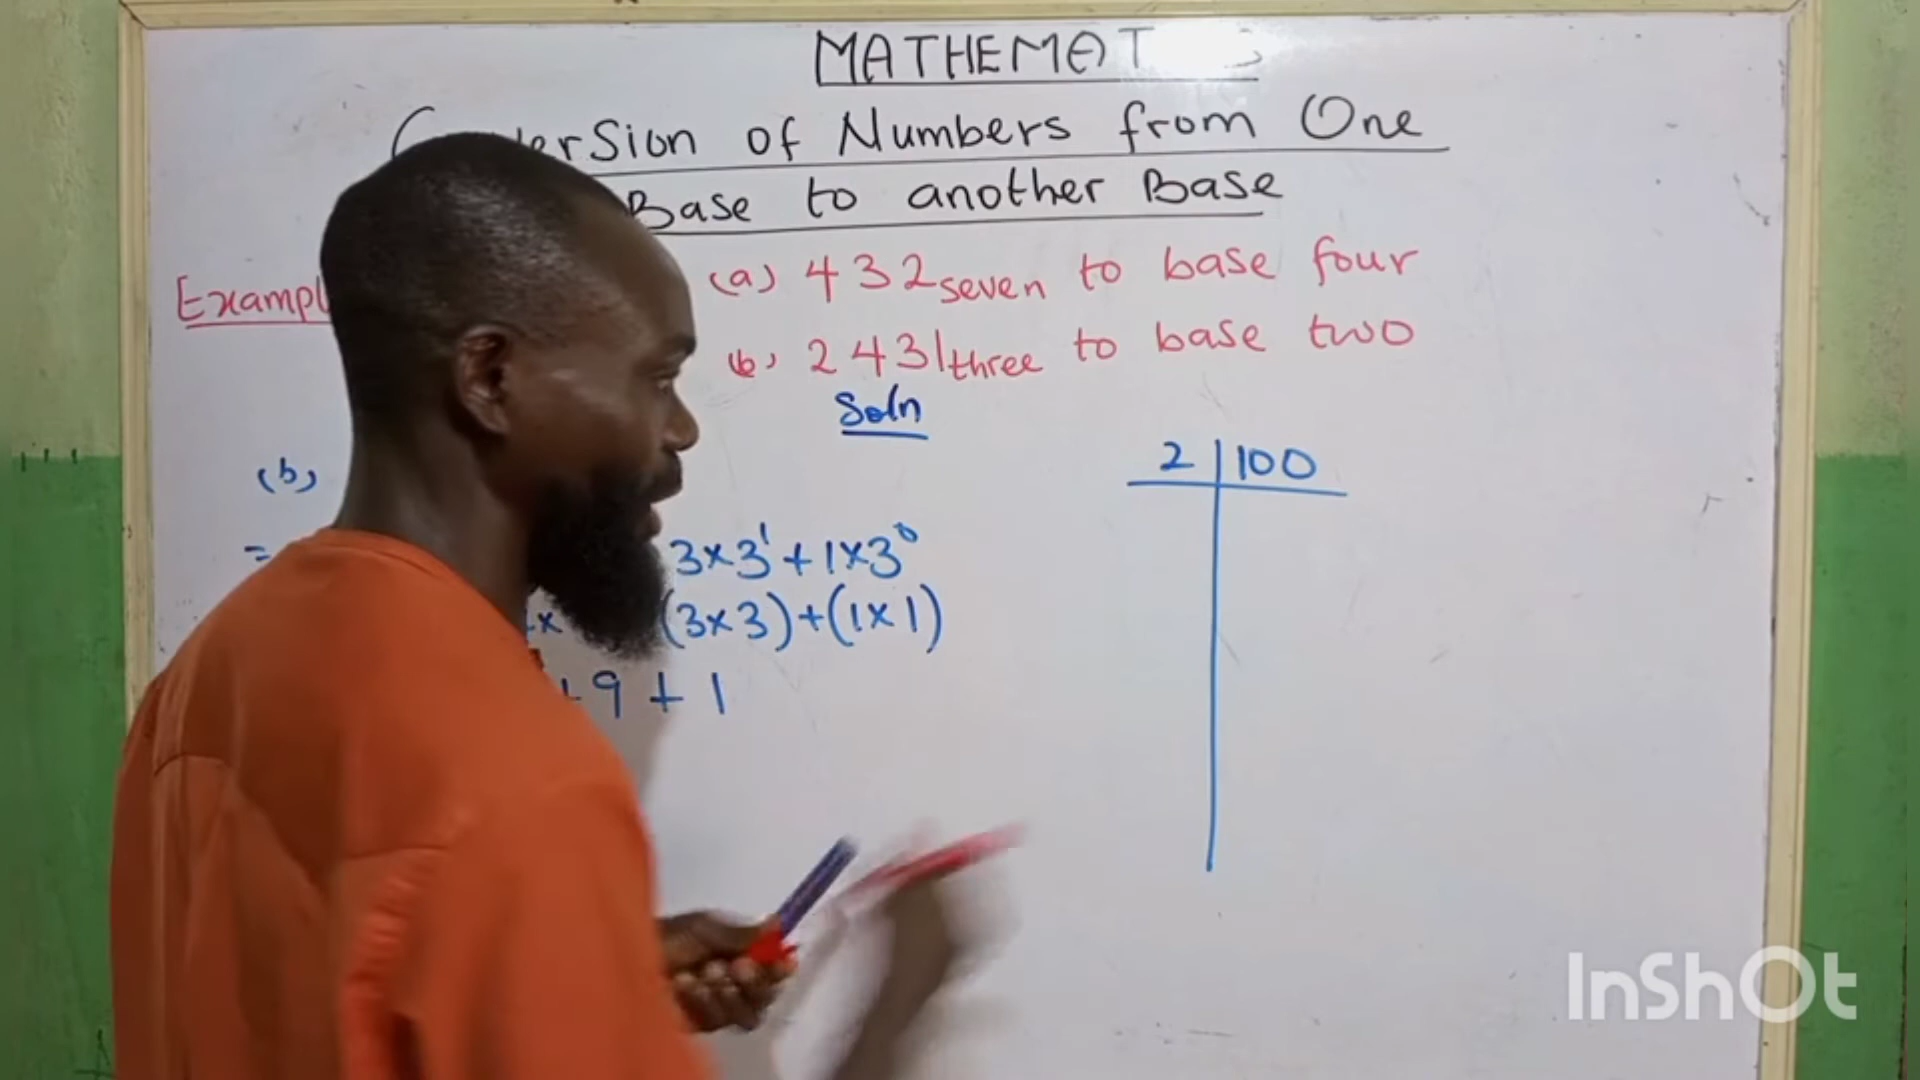 MATHEMAT
erSion of Numbers from One
Base to another Base
Exampl
(a) 432seven to base four
(b) 2431three to base two
Soln
(b)
2 | 100
= 3×3¹+1×3⁰
× (3×3)+(1×1)
+9+1
InShOt